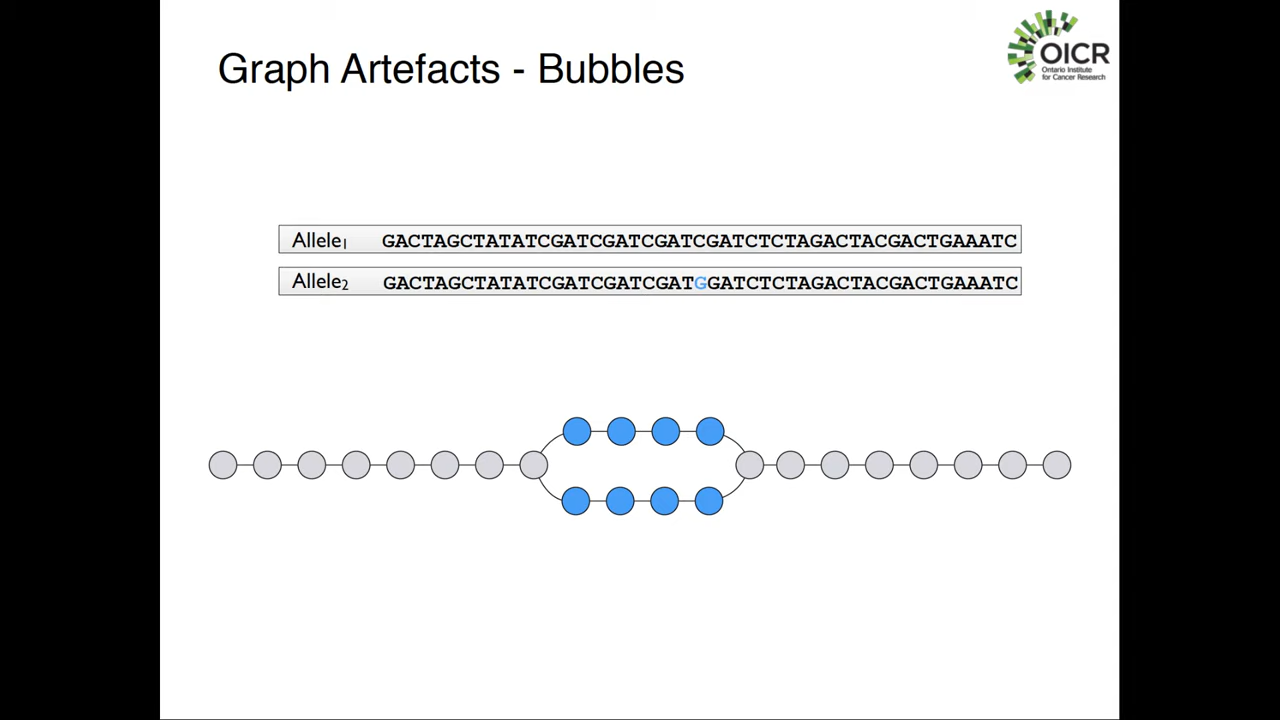 Graph Artefacts - Bubbles
OICR
Ontario Institute
for Cancer Research
Allele1 GACTAGCTATATCGATCGATCGATCGATCTCTAGACTACGACTGAAATC
Allele2 GACTAGCTATATCGATCGATCGATGGATCTCTAGACTACGACTGAAATC